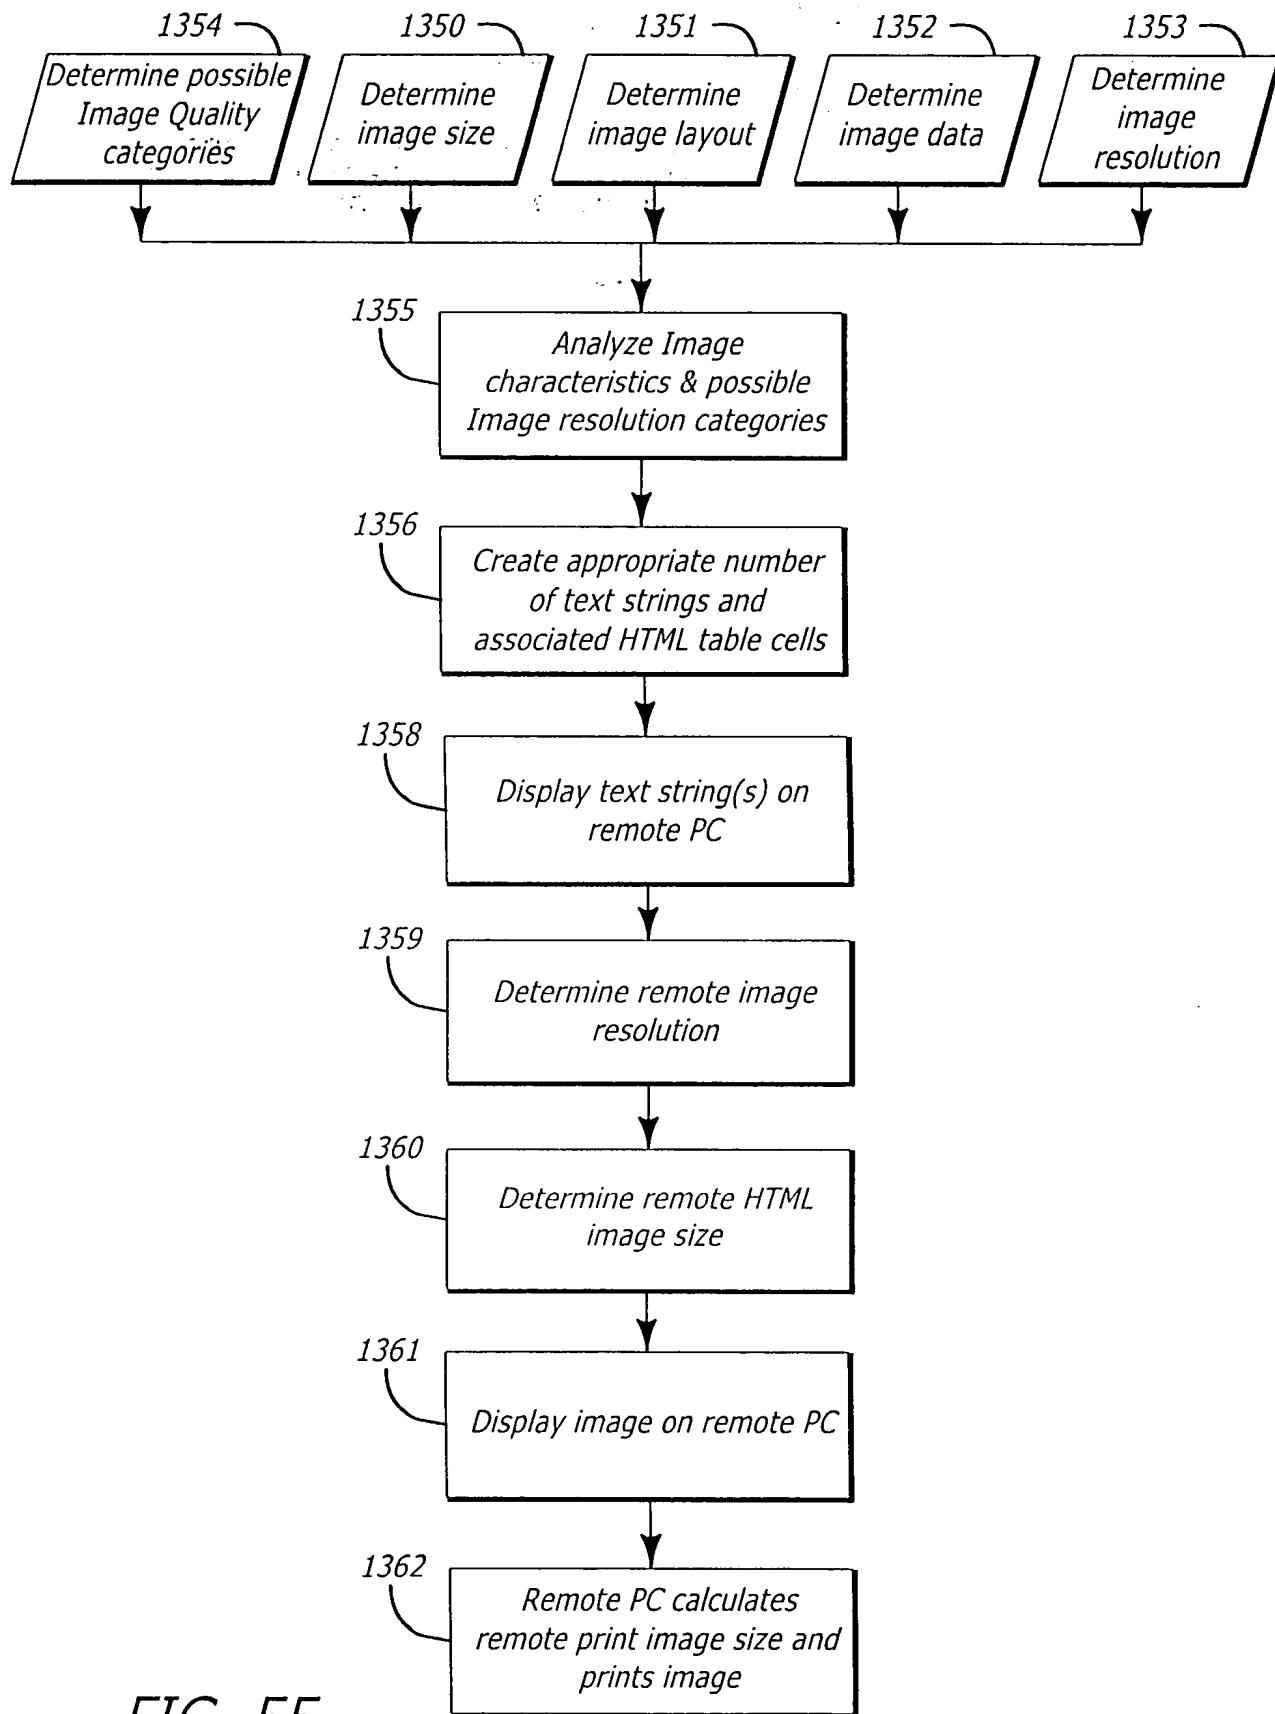 1354
1350
1351
1352
1353
Determine possible
Image Quality
categories
Determine
image size
Determine
image layout
Determine
image data
Determine
image
resolution
1355
Analyze Image
characteristics & possible
Image resolution categories
1356
Create appropriate number
of text strings and
associated HTML table cells
1358
Display text string(s) on
remote PC
1359
Determine remote image
resolution
1360
Determine remote HTML
image size
1361
Display image on remote PC
1362
Remote PC calculates
remote print image size and
prints image
FIG.